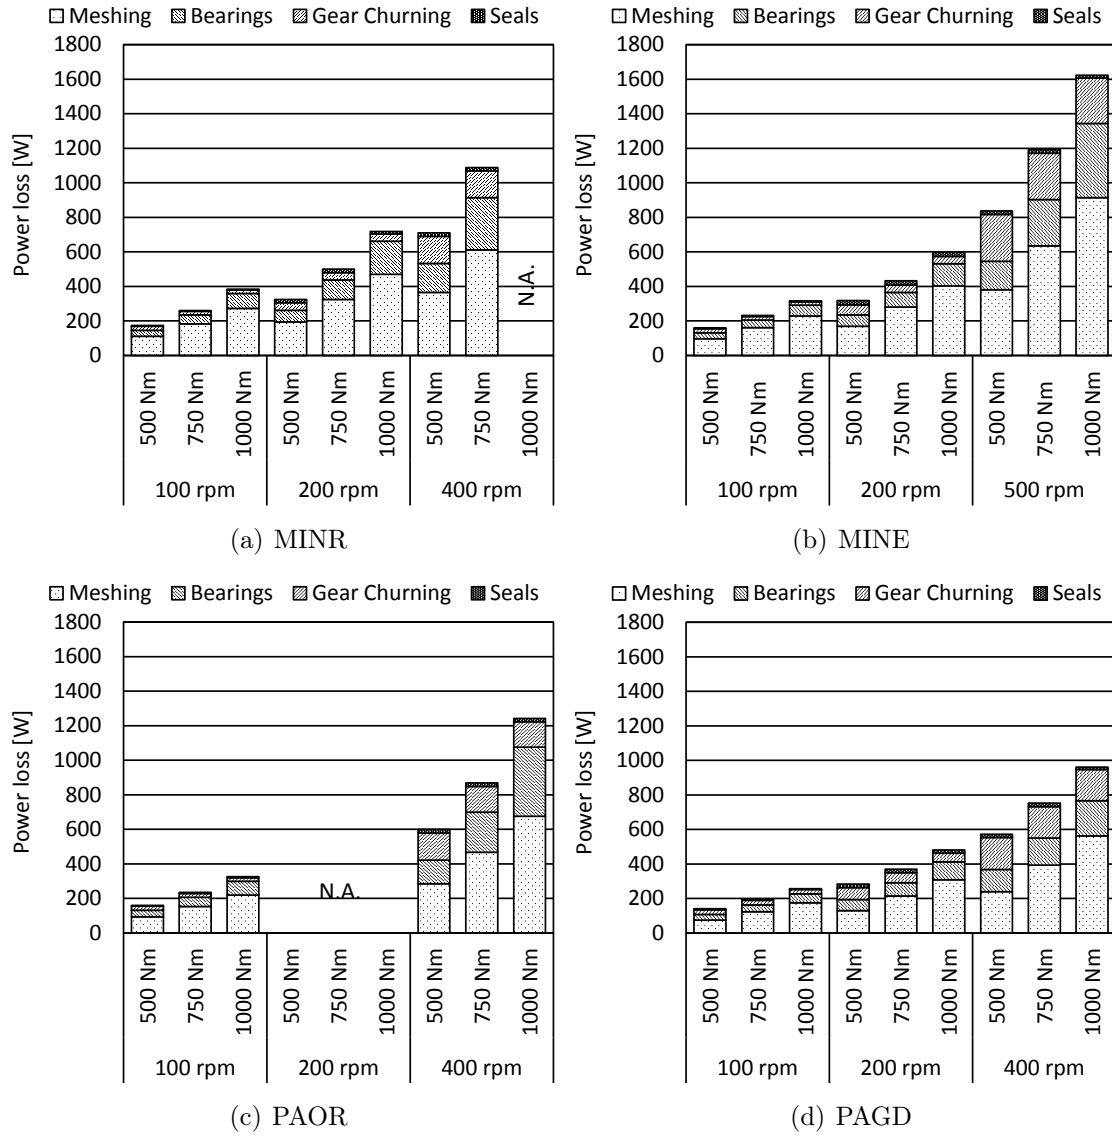 Meshing Bearings Gear Churning Seals
Power loss [W]
1800
1600
1400
1200
1000
800
600
400
200
0
N.A.
500 Nm
750 Nm
1000 Nm
500 Nm
750 Nm
1000 Nm
500 Nm
750 Nm
1000 Nm
100 rpm 200 rpm 400 rpm
(a) MINR
Meshing Bearings Gear Churning Seals
Power loss [W]
1800
1600
1400
1200
1000
800
600
400
200
0
500 Nm
750 Nm
1000 Nm
500 Nm
750 Nm
1000 Nm
500 Nm
750 Nm
1000 Nm
100 rpm 200 rpm 500 rpm
(b) MINE
Meshing Bearings Gear Churning Seals
Power loss [W]
1800
1600
1400
1200
1000
800
600
400
200
0
N.A.
500 Nm
750 Nm
1000 Nm
500 Nm
750 Nm
1000 Nm
500 Nm
750 Nm
1000 Nm
100 rpm 200 rpm 400 rpm
(c) PAOR
Meshing Bearings Gear Churning Seals
Power loss [W]
1800
1600
1400
1200
1000
800
600
400
200
0
500 Nm
750 Nm
1000 Nm
500 Nm
750 Nm
1000 Nm
500 Nm
750 Nm
1000 Nm
100 rpm 200 rpm 400 rpm
(d) PAGD